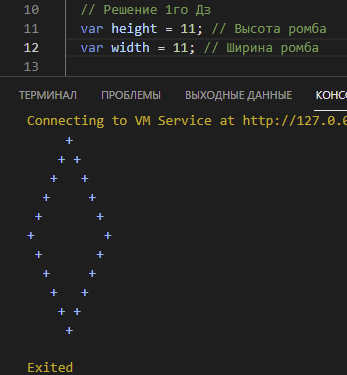 10 // Решение 1го Дз
11 var height = 11; // Высота ромба
12 var width = 11; // Ширина ромба
13
ТЕРМИНАЛ ПРОБЛЕМЫ ВЫХОДНЫЕ ДАННЫЕ КОНСО
Connecting to VM Service at http://127.0.0
     +
    + +
   +   +
  +     +
 +       +
+         +
 +       +
  +     +
   +   +
    + +
     +
Exited